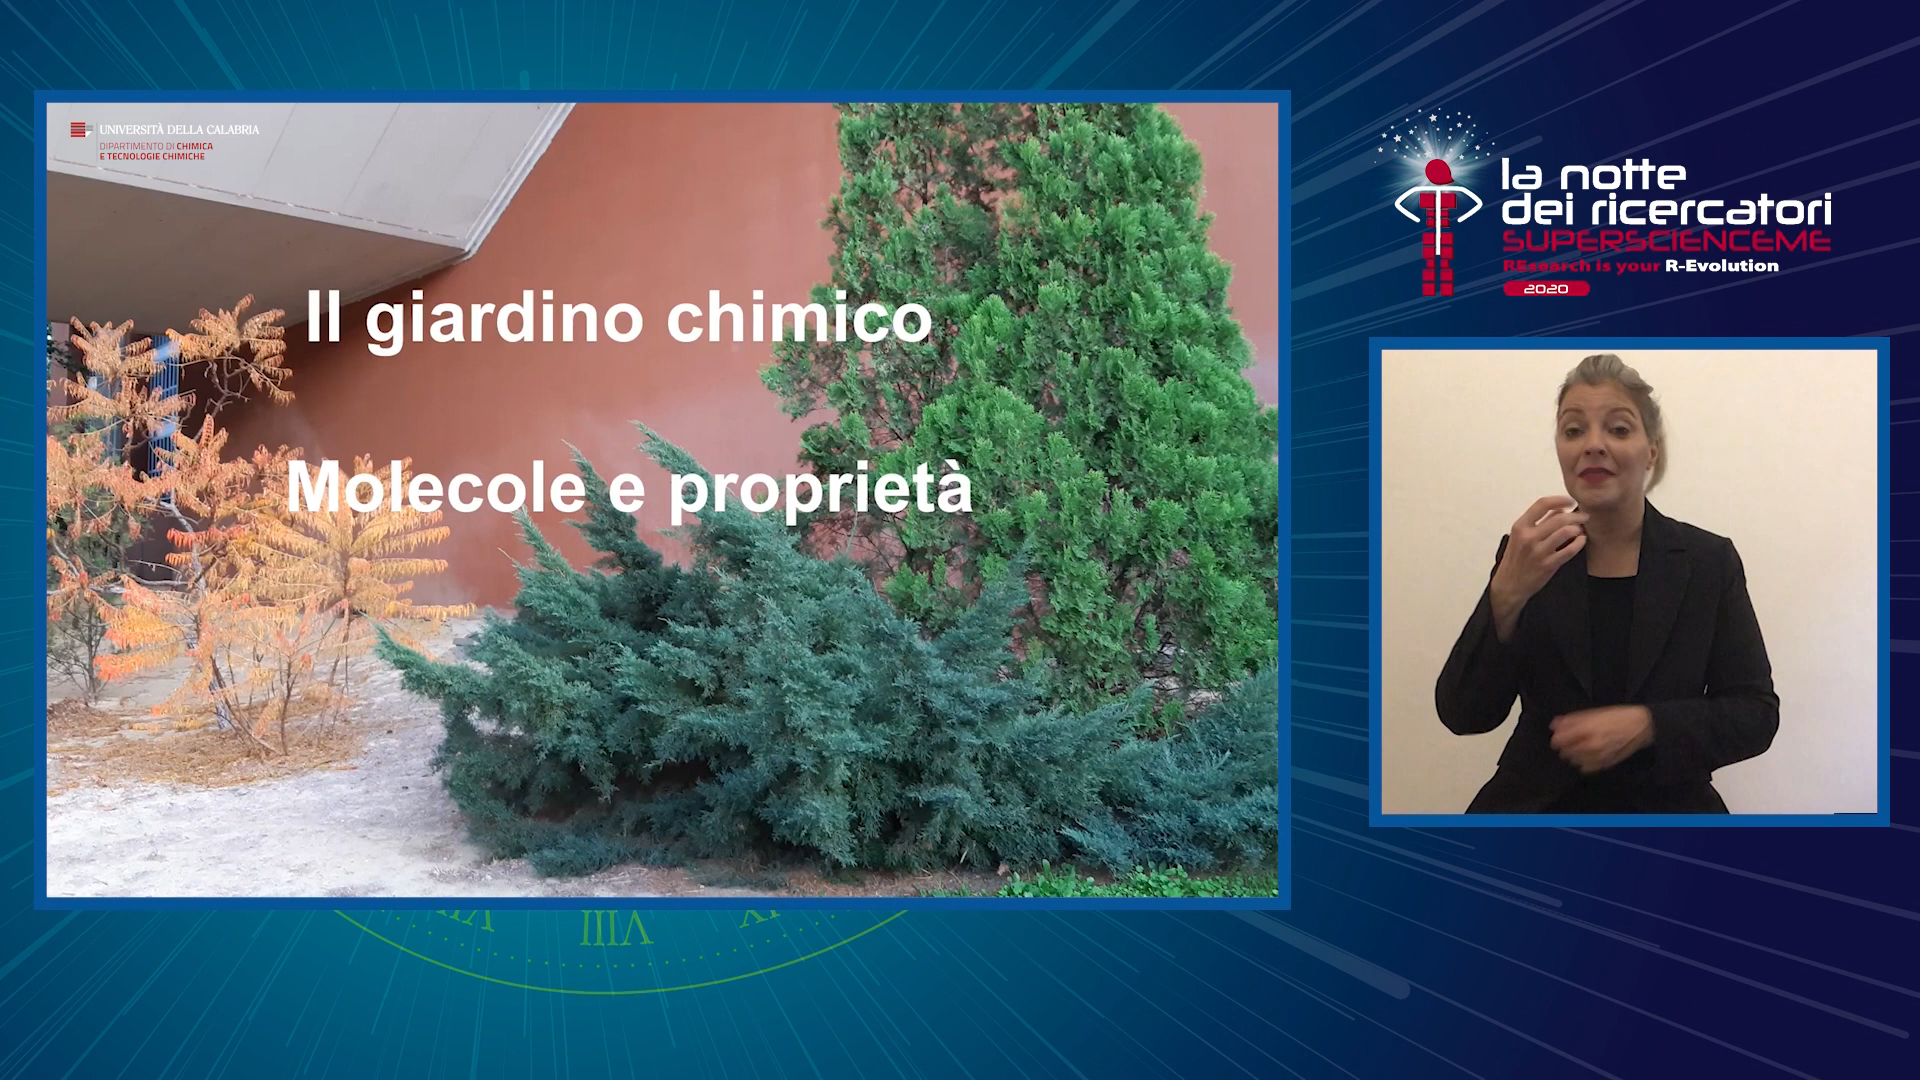 UNIVERSITÀ DELLA CALABRIA
DIPARTIMENTO DI CHIMICA
E TECNOLOGIE CHIMICHE
Il giardino chimico
Molecole e proprietà
la notte
dei ricercatori
SUPERSCIENCEME
REsearch is your R-Evolution
2020
VIII